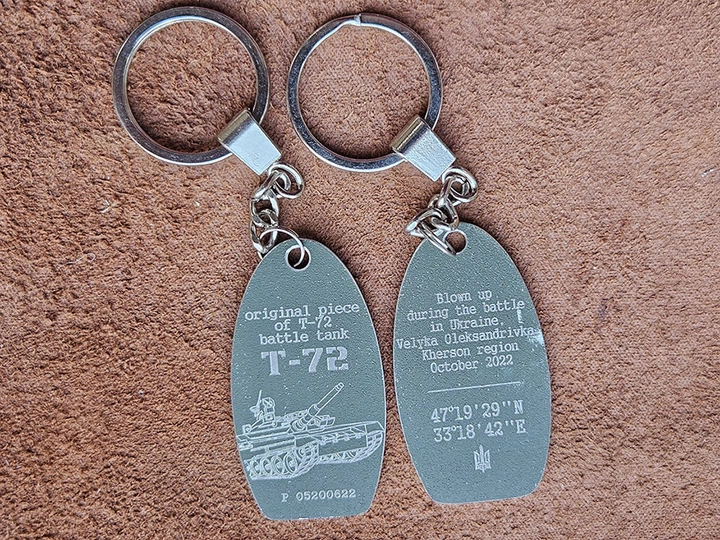 original piece
of T-72
battle tank
T-72
P 05200622
Blown up
during the battle
in Ukraine.
Velyka Oleksandrivka
Kherson region
October 2022
47°19'29"N
33°18'42"E